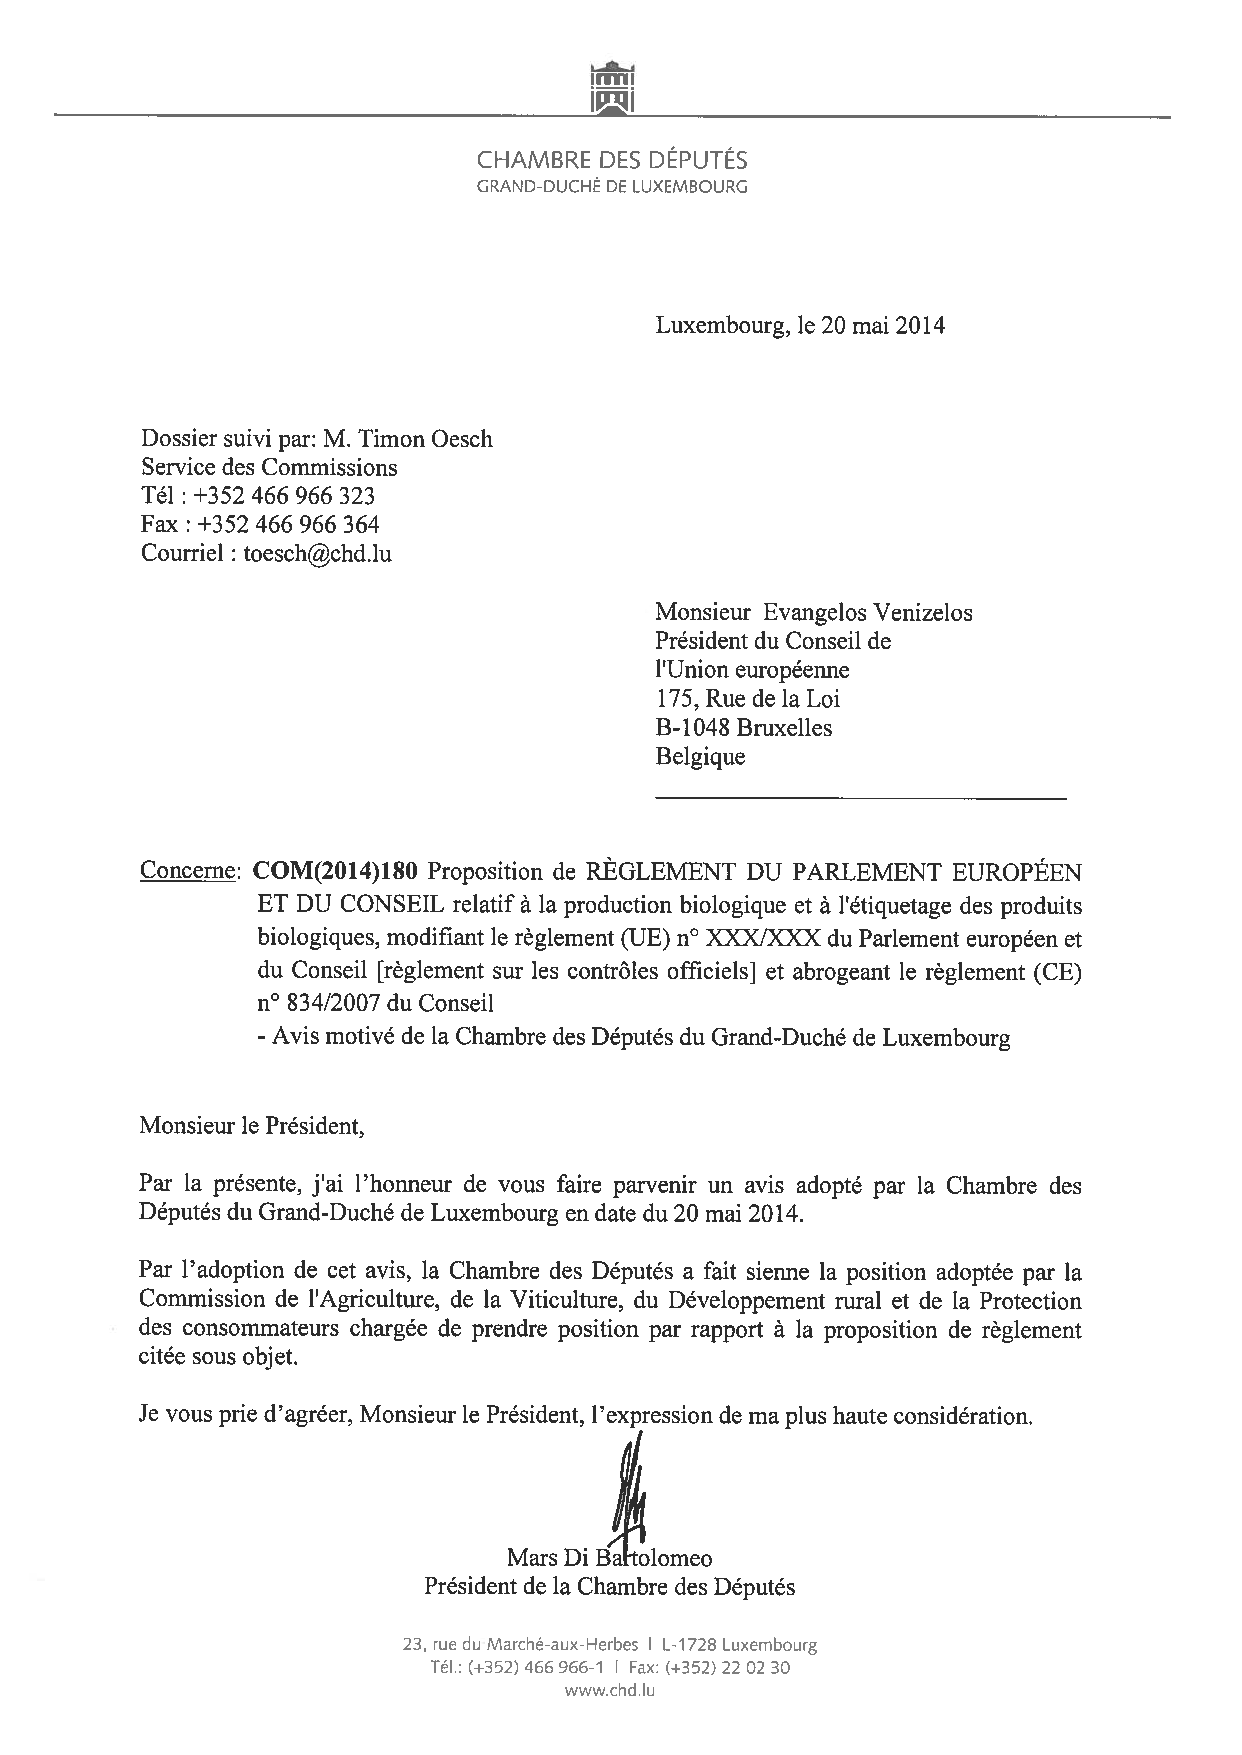 CHAMBRE DES DÉPUTÉS
GRAND-DUCHÉ DE LUXEMBOURG
Luxembourg, le 20 mai 2014
Dossier suivi par: M. Timon Oesch
Service des Commissions
Tél : +352 466 966 323
Fax : +352 466 966 364
Courriel : toesch@chd.lu
Monsieur Evangelos Venizelos
Président du Conseil de
l'Union européenne
175, Rue de la Loi
B-1048 Bruxelles
Belgique
Concerne: COM(2014)180 Proposition de RÈGLEMENT DU PARLEMENT EUROPÉEN
ET DU CONSEIL relatif à la production biologique et à l'étiquetage des produits
biologiques, modifiant le règlement (UE) n° XXX/XXX du Parlement européen et
du Conseil [règlement sur les contrôles officiels] et abrogeant le règlement (CE)
n° 834/2007 du Conseil
- Avis motivé de la Chambre des Députés du Grand-Duché de Luxembourg
Monsieur le Président,
Par la présente, j'ai l’honneur de vous faire parvenir un avis adopté par la Chambre des
Députés du Grand-Duché de Luxembourg en date du 20 mai 2014.
Par l’adoption de cet avis, la Chambre des Députés a fait sienne la position adoptée par la
Commission de l'Agriculture, de la Viticulture, du Développement rural et de la Protection
des consommateurs chargée de prendre position par rapport à la proposition de règlement
citée sous objet.
Je vous prie d’agréer, Monsieur le Président, l’expression de ma plus haute considération.
Mars Di Bartolomeo
Président de la Chambre des Députés
23, rue du Marché-aux-Herbes | L-1728 Luxembourg
Tél.: (+352) 466 966-1 | Fax: (+352) 22 02 30
www.chd.lu